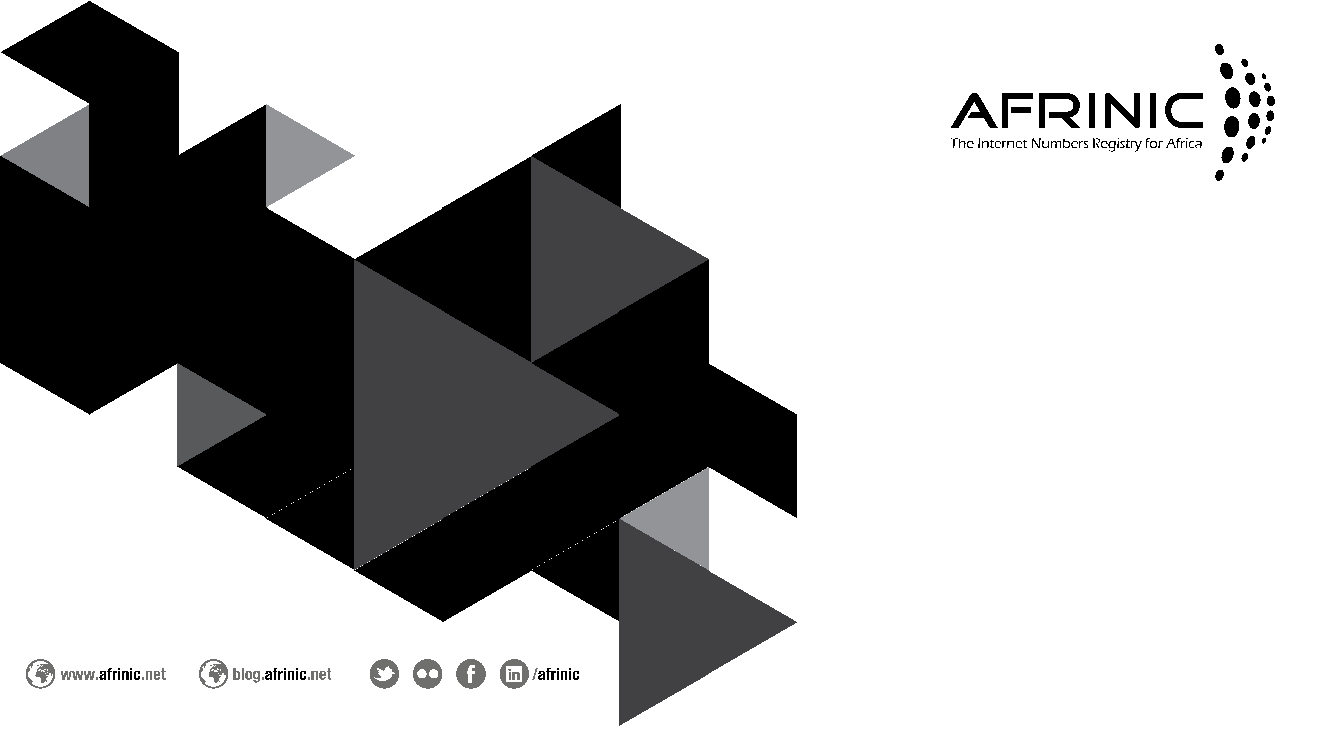 AFRINIC
The Internet Numbers Registry for Africa
www.afrinic.net
blog.afrinic.net
/afrinic